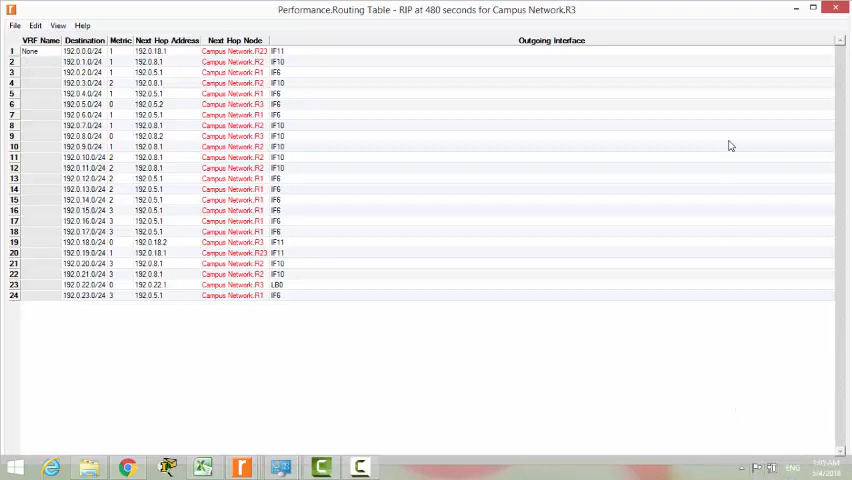 Performance.Routing Table - RIP at 480 seconds for Campus Network.R3
File Edit View Help
VRF Name Destination Metric Next Hop Address Next Hop Node Outgoing Interface
1 None 192.0.0.0/24 1 192.0.18.1 Campus Network.R23 IF11
2 192.0.1.0/24 1 192.0.8.1 Campus Network.R2 IF10
3 192.0.2.0/24 1 192.0.5.1 Campus Network.R1 IF6
4 192.0.3.0/24 2 192.0.8.1 Campus Network.R2 IF10
5 192.0.4.0/24 1 192.0.5.1 Campus Network.R1 IF6
6 192.0.5.0/24 0 192.0.5.2 Campus Network.R3 IF6
7 192.0.6.0/24 1 192.0.5.1 Campus Network.R1 IF6
8 192.0.7.0/24 1 192.0.8.1 Campus Network.R2 IF10
9 192.0.8.0/24 0 192.0.8.2 Campus Network.R3 IF10
10 192.0.9.0/24 1 192.0.8.1 Campus Network.R2 IF10
11 192.0.10.0/24 2 192.0.8.1 Campus Network.R2 IF10
12 192.0.11.0/24 2 192.0.8.1 Campus Network.R2 IF10
13 192.0.12.0/24 2 192.0.5.1 Campus Network.R1 IF6
14 192.0.13.0/24 2 192.0.5.1 Campus Network.R1 IF6
15 192.0.14.0/24 2 192.0.5.1 Campus Network.R1 IF6
16 192.0.15.0/24 3 192.0.5.1 Campus Network.R1 IF6
17 192.0.16.0/24 3 192.0.5.1 Campus Network.R1 IF6
18 192.0.17.0/24 3 192.0.5.1 Campus Network.R1 IF6
19 192.0.18.0/24 0 192.0.18.2 Campus Network.R3 IF11
20 192.0.19.0/24 1 192.0.18.1 Campus Network.R23 IF11
21 192.0.20.0/24 3 192.0.8.1 Campus Network.R2 IF10
22 192.0.21.0/24 3 192.0.8.1 Campus Network.R2 IF10
23 192.0.22.0/24 0 192.0.22.1 Campus Network.R3 LB0
24 192.0.23.0/24 3 192.0.5.1 Campus Network.R1 IF6
ENG
1:05 AM
5/4/2018